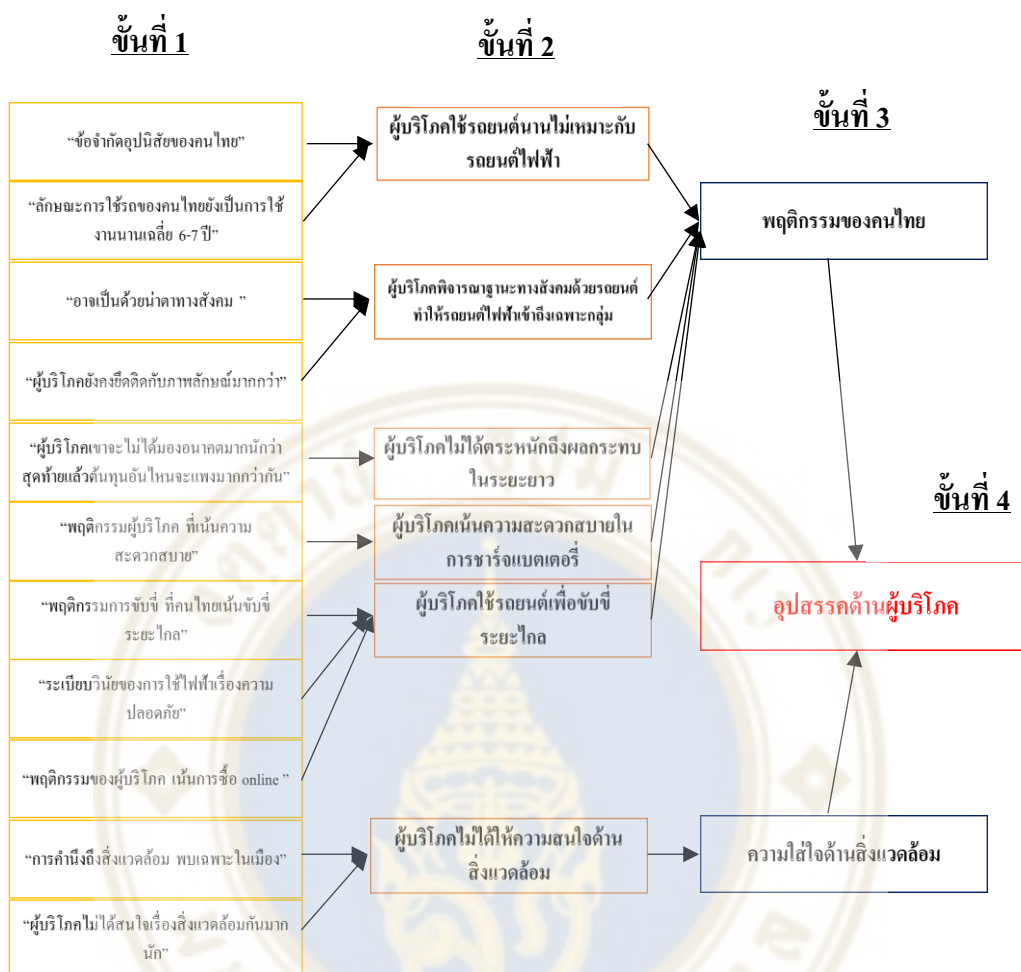 ขั้นที่ 1
ขั้นที่ 2
ขั้นที่ 3
ขั้นที่ 4
“ข้อจำกัดอุปนิสัยของคนไทย”
“ลักษณะการใช้รถของคนไทยยังเป็นการใช้
งานนานเฉลี่ย 6-7 ปี”
“อาจเป็นด้วยน่าตาทางสังคม ”
“ผู้บริโภคยังคงยึดติดกับภาพลักษณ์มากกว่า”
“ผู้บริโภคเขาจะไม่ได้มองอนาคตมากนักว่า
สุดท้ายแล้วต้นทุนอันไหนจะแพงมากกว่ากัน”
“พฤติกรรมผู้บริโภค ที่เน้นความ
สะดวกสบาย”
“พฤติกรรมการขับขี่ ที่คนไทยเน้นขับขี่
ระยะไกล”
“ระเบียบวินัยของการใช้ไฟฟ้าเรื่องความ
ปลอดภัย”
“พฤติกรรมของผู้บริโภค เน้นการซื้อ online ”
“การคำนึงถึงสิ่งแวดล้อม พบเฉพาะในเมือง”
“ผู้บริโภคไม่ได้สนใจเรื่องสิ่งแวดล้อมกันมาก
นัก”
ผู้บริโภคใช้รถยนต์นานไม่เหมาะกับ
รถยนต์ไฟฟ้า
ผู้บริโภคพิจารณาฐานะทางสังคมด้วยรถยนต์
ทำให้รถยนต์ไฟฟ้าเข้าถึงเฉพาะกลุ่ม
ผู้บริโภคไม่ได้ตระหนักถึงผลกระทบ
ในระยะยาว
ผู้บริโภคเน้นความสะดวกสบายใน
การชาร์จแบตเตอรี่
ผู้บริโภคใช้รถยนต์เพื่อขับขี่
ระยะไกล
ผู้บริโภคไม่ได้ให้ความสนใจด้าน
สิ่งแวดล้อม
พฤติกรรมของคนไทย
ความใส่ใจด้านสิ่งแวดล้อม
อุปสรรคด้านผู้บริโภค